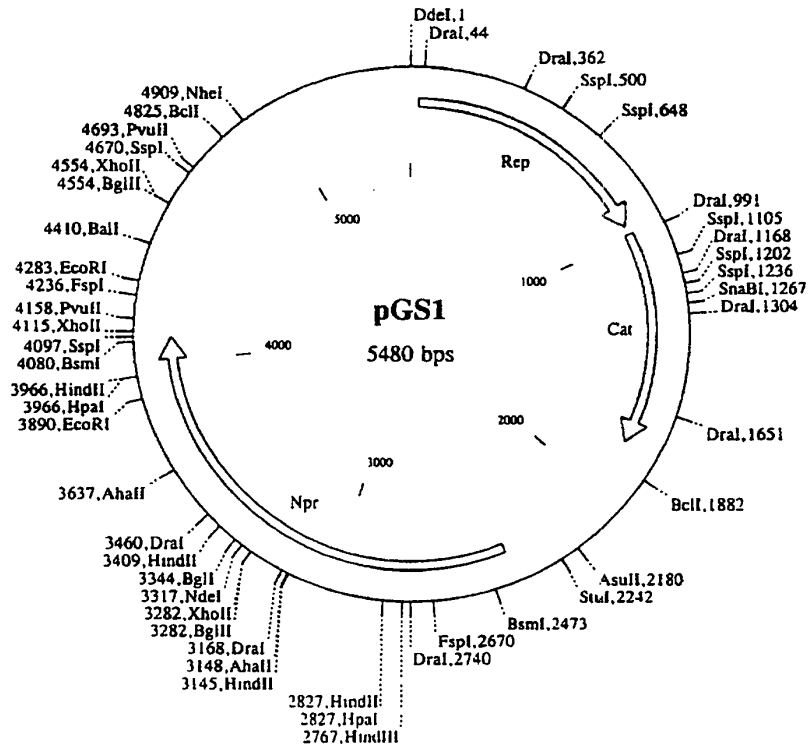 DdeI,1
DraI,44
DraI,362
SspI,500
SspI,648
DraI,991
SspI,1105
DraI,1168
SspI,1202
SspI,1236
SnaBI,1267
DraI,1304
DraI,1651
BclI,1882
AsuII,2180
StuI,2242
BsmI,2473
FspI,2670
DraI,2740
2767,HindIII
2827,HpaI
2827,HindII
3145,HindII
3148,AhaII
3168,DraI
3282,BglII
3282,XhoII
3317,NdeI
3344,BglI
3409,HindII
3460,DraI
3637,AhaII
3890,EcoRI
3966,HpaI
3966,HindII
4080,BsmI
4097,SspI
4115,XhoII
4158,PvuII
4236,FspI
4283,EcoRI
4410,BalI
4554,BglII
4554,XhoII
4670,SspI
4693,PvuII
4825,BclI
4909,NheI
Rep
Cat
Npr
1000
2000
3000
4000
5000
pGS1
5480 bps